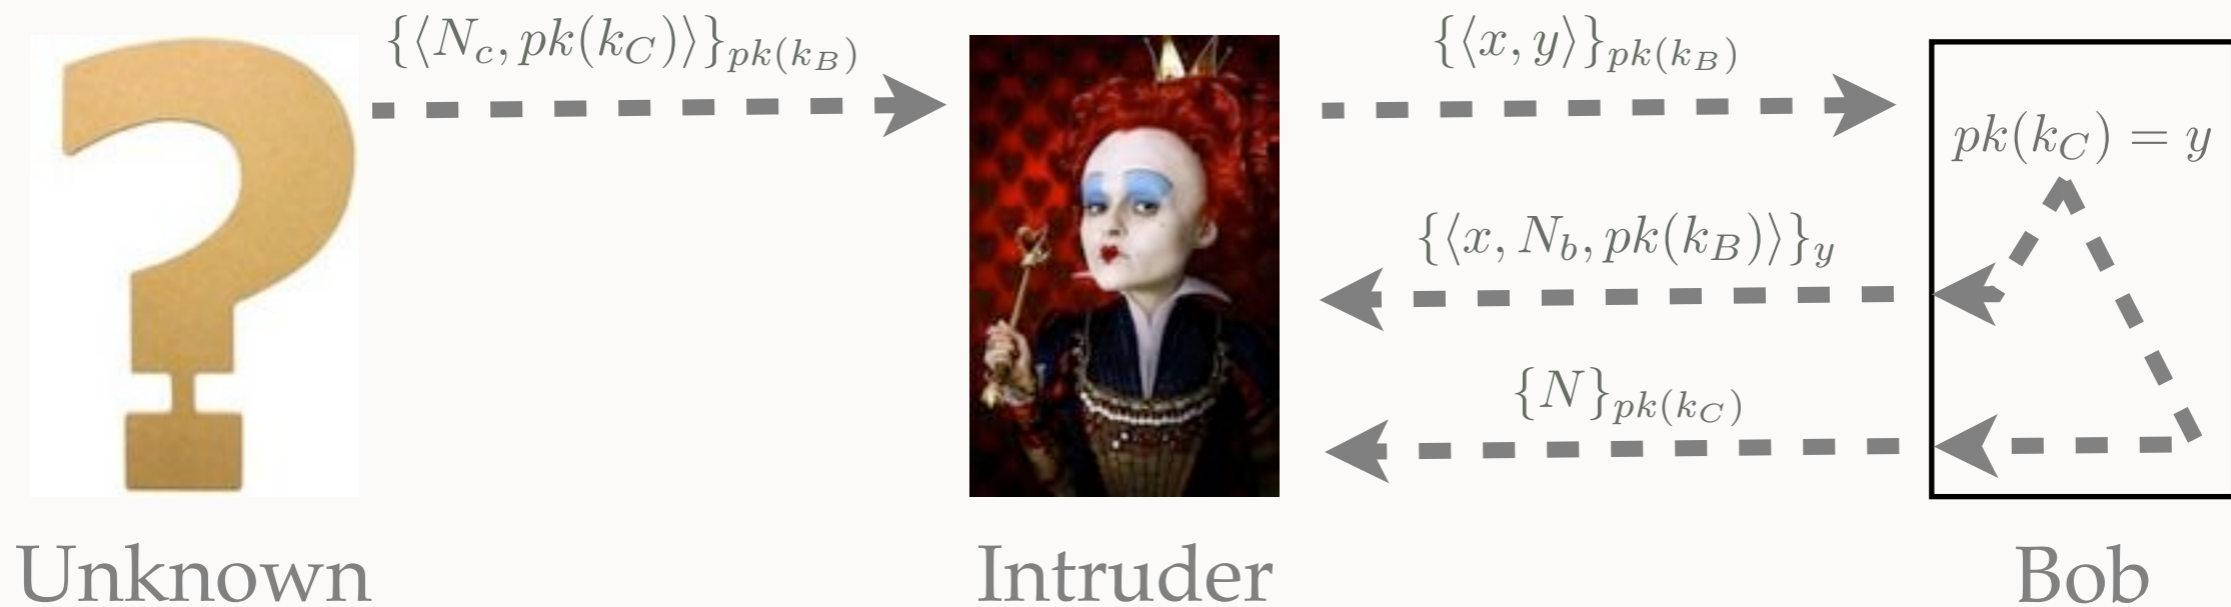 {⟨N_c, pk(k_C)⟩}_{pk(k_B)}
{⟨x, y⟩}_{pk(k_B)}
pk(k_C) = y
{⟨x, N_b, pk(k_B)⟩}_y
{N}_{pk(k_C)}
Unknown
Intruder
Bob